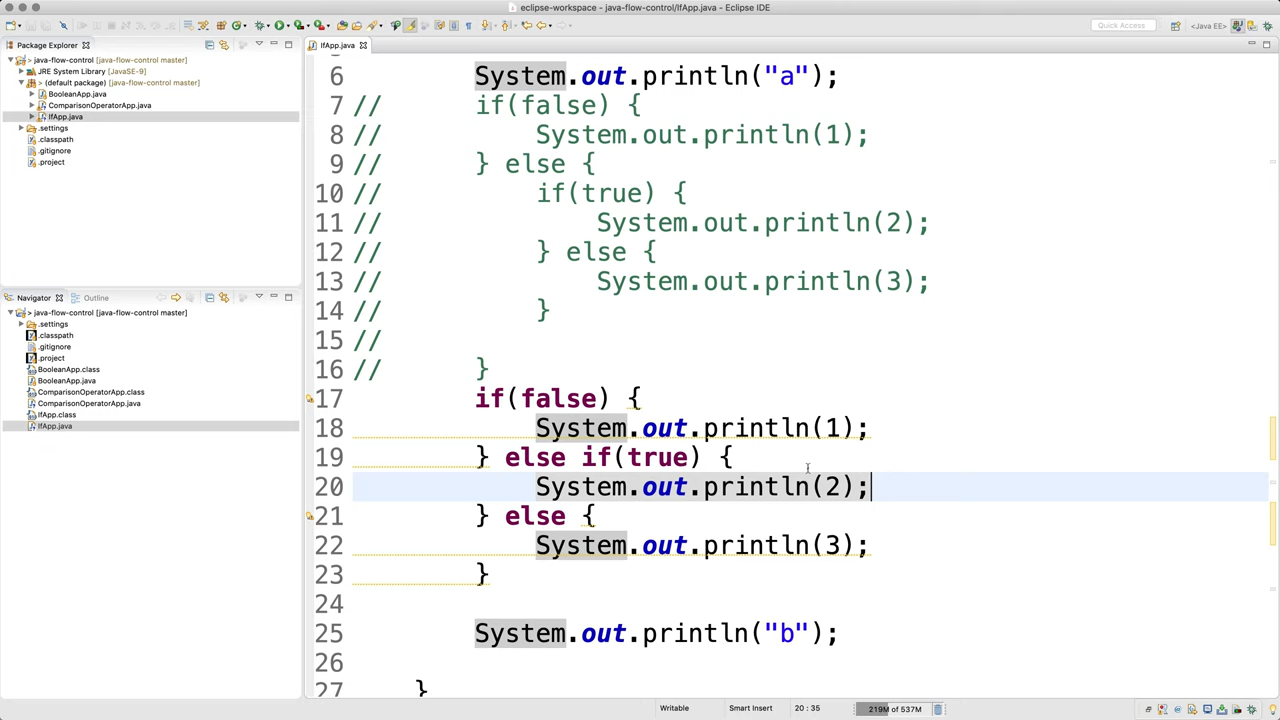 eclipse-workspace - java-flow-control/IfApp.java - Eclipse IDE
Quick Access
<Java EE>
Package Explorer
> java-flow-control [java-flow-control master]
JRE System Library [JavaSE-9]
> (default package) [java-flow-control master]
BooleanApp.java
ComparisonOperatorApp.java
IfApp.java
.settings
.classpath
.gitignore
.project
Navigator
Outline
> java-flow-control [java-flow-control master]
.settings
.classpath
.gitignore
.project
BooleanApp.class
BooleanApp.java
ComparisonOperatorApp.class
ComparisonOperatorApp.java
IfApp.class
IfApp.java
IfApp.java
6 System.out.println("a");
7 // if(false) {
8 // System.out.println(1);
9 // } else {
10 // if(true) {
11 // System.out.println(2);
12 // } else {
13 // System.out.println(3);
14 // }
15 //
16 // }
17 if(false) {
18 System.out.println(1);
19 } else if(true) {
20 System.out.println(2);
21 } else {
22 System.out.println(3);
23 }
24
25 System.out.println("b");
26
27 }
Writable
Smart Insert
20 : 35
219M of 537M